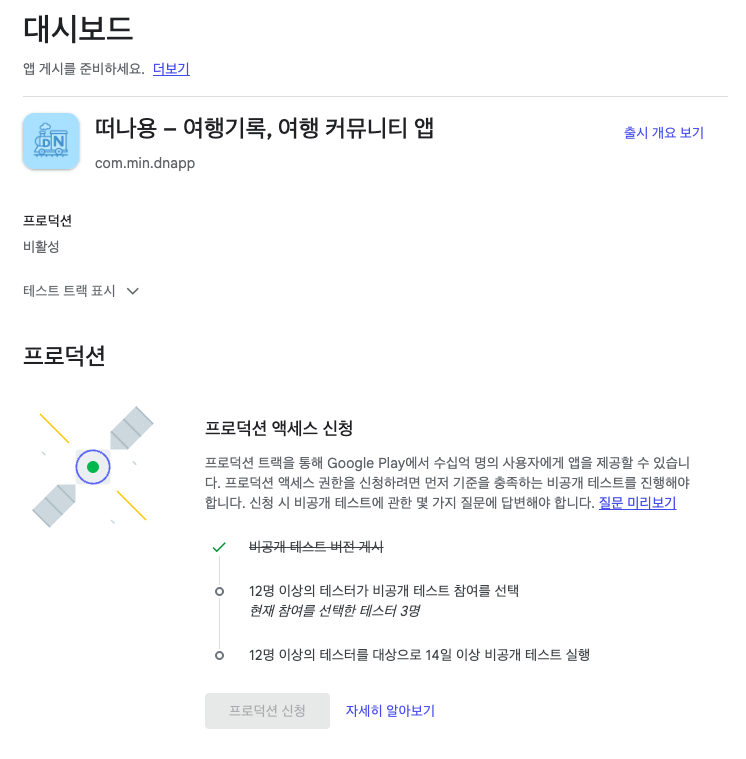 대시보드
앱 게시를 준비하세요. 더보기
DN
떠나용 – 여행기록, 여행 커뮤니티 앱
출시 개요 보기
com.min.dnapp
프로덕션
비활성
테스트 트랙 표시
프로덕션
프로덕션 액세스 신청
프로덕션 트랙을 통해 Google Play에서 수십억 명의 사용자에게 앱을 제공할 수 있습니
다. 프로덕션 액세스 권한을 신청하려면 먼저 기준을 충족하는 비공개 테스트를 진행해야
합니다. 신청 시 비공개 테스트에 관한 몇 가지 질문에 답변해야 합니다. 질문 미리보기
비공개 테스트 버전 게시
12명 이상의 테스터가 비공개 테스트 참여를 선택
현재 참여를 선택한 테스터 3명
12명 이상의 테스터를 대상으로 14일 이상 비공개 테스트 실행
프로덕션 신청
자세히 알아보기